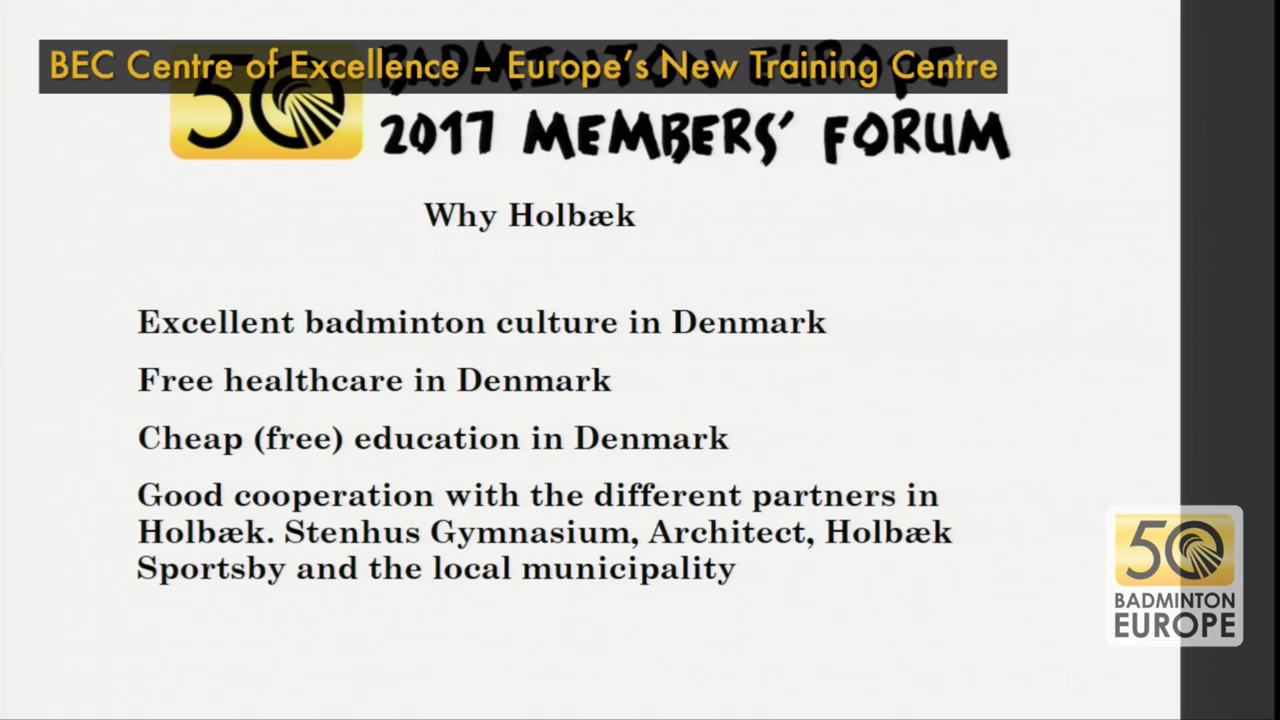 BEC Centre of Excellence – Europe's New Training Centre
50 BADMINTON EUROPE
2017 MEMBERS' FORUM
Why Holbæk
Excellent badminton culture in Denmark
Free healthcare in Denmark
Cheap (free) education in Denmark
Good cooperation with the different partners in
Holbæk. Stenhus Gymnasium, Architect, Holbæk
Sportsby and the local municipality
50
BADMINTON
EUROPE